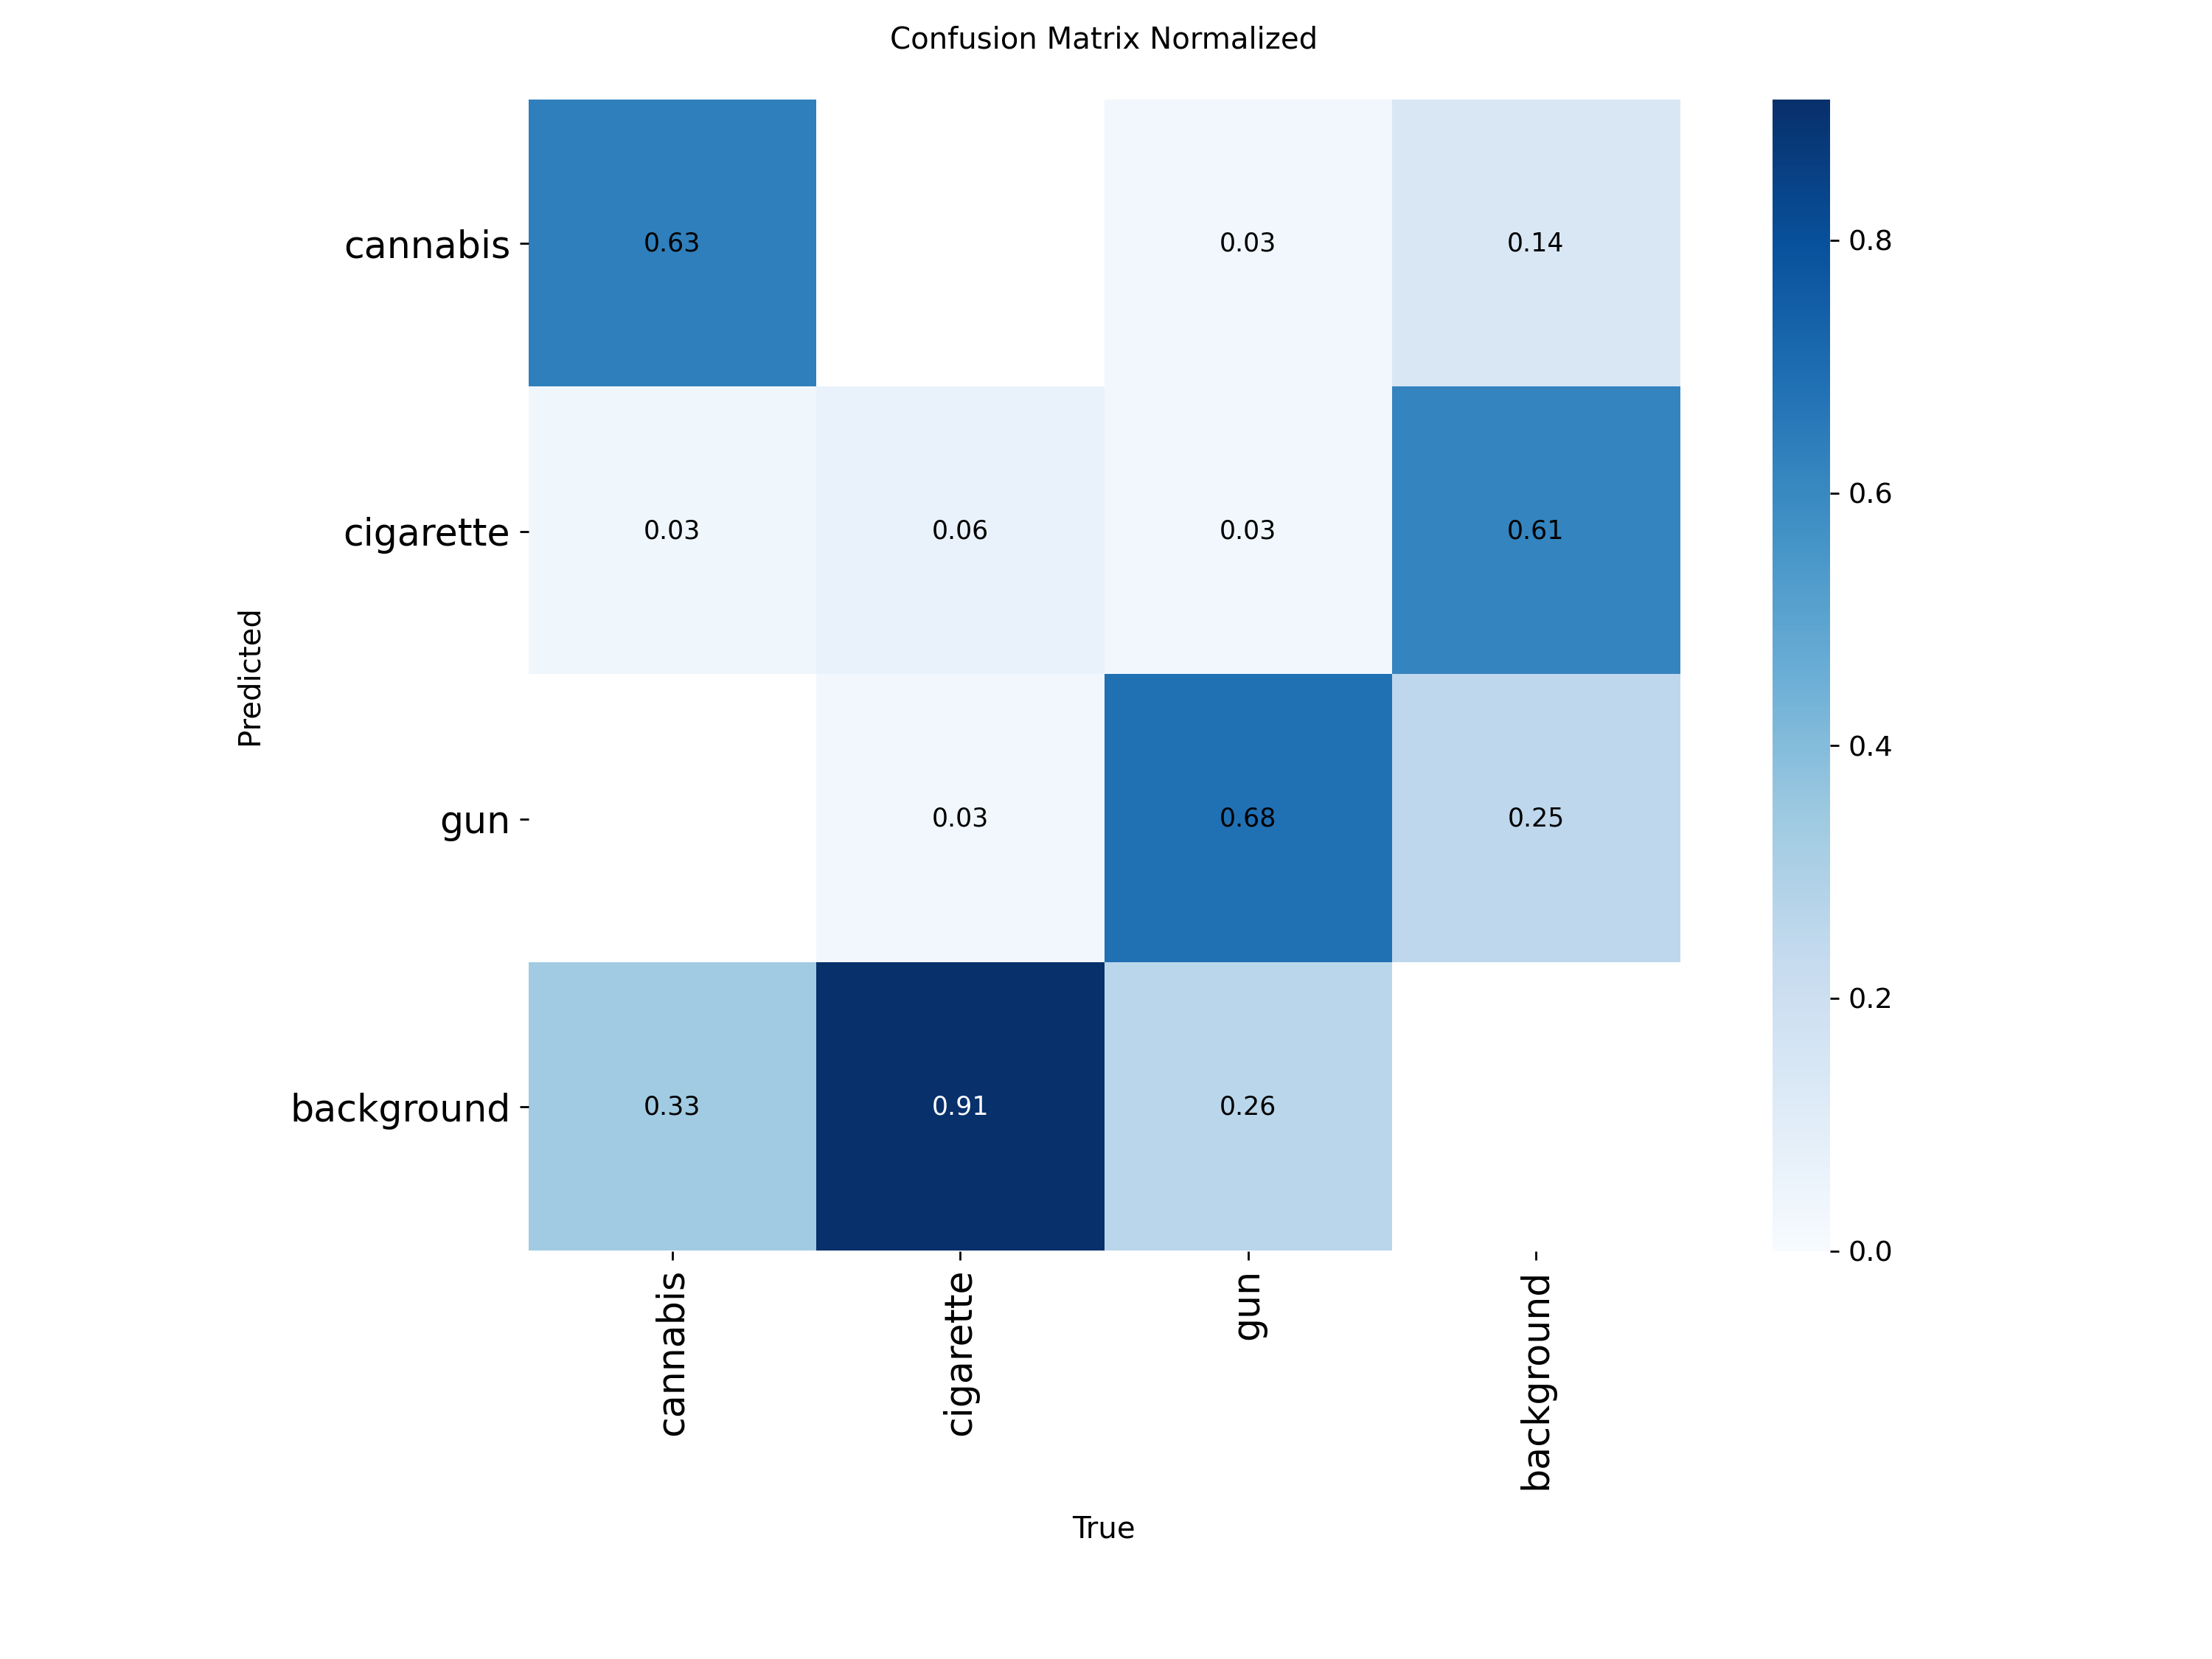 Confusion Matrix Normalized
cannabis
0.63
0.03
0.14
0.8
cigarette
0.03
0.06
0.03
0.61
0.6
Predicted
gun
0.03
0.68
0.25
0.4
background
0.33
0.91
0.26
0.2
0.0
cannabis
cigarette
gun
background
True